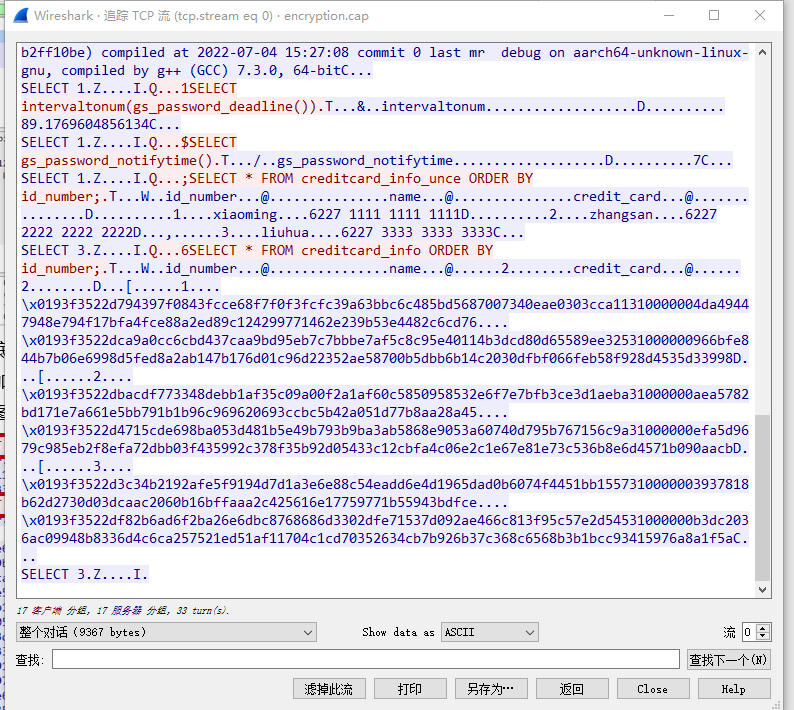 Wireshark · 追踪 TCP 流 (tcp.stream eq 0) · encryption.cap
b2ff10be) compiled at 2022-07-04 15:27:08 commit 0 last mr  debug on aarch64-unknown-linux-
gnu, compiled by g++ (GCC) 7.3.0, 64-bitC...
SELECT 1.Z....I.Q...1SELECT
intervaltonum(gs_password_deadline()).T...&..intervaltonum..................D..........
89.1769604856134C...
SELECT 1.Z....I.Q...$SELECT
gs_password_notifytime().T.../..gs_password_notifytime..................D..........7C...
SELECT 1.Z....I.Q...;SELECT * FROM creditcard_info_unce ORDER BY
id_number;.T...W..id_number...@..............name...@..............credit_card...@.......
.............D..........1....xiaoming....6227 1111 1111 1111D..........2....zhangsan....6227
2222 2222 2222D...,......3....liuhua....6227 3333 3333 3333C...
SELECT 3.Z....I.Q...6SELECT * FROM creditcard_info ORDER BY
id_number;.T...W..id_number...@..............name...@......2........credit_card...@......
2........D...[......1....
\x0193f3522d794397f0843fcce68f7f0f3fcfc39a63bbc6c485bd5687007340eae0303cca11310000004da4944
7948e794f17bfa4fce88a2ed89c124299771462e239b53e4482c6cd76....
\x0193f3522dca9a0cc6cbd437caa9bd95eb7c7bbbe7af5c8c95e40114b3dcd80d65589ee32531000000966bfe8
44b7b06e6998d5fed8a2ab147b176d01c96d22352ae58700b5dbb6b14c2030dfbf066feb58f928d4535d33998D.
..[......2....
\x0193f3522dbacdf773348debb1af35c09a00f2a1af60c5850958532e6f7e7bfb3ce3d1aeba31000000aea5782
bd171e7a661e5bb791b1b96c969620693ccbc5b42a051d77b8aa28a45....
\x0193f3522d4715cde698ba053d481b5e49b793b9ba3ab5868e9053a60740d795b767156c9a31000000efa5d96
79c985eb2f8efa72dbb03f435992c378f35b92d05433c12cbfa4c06e2c1e67e81e73c536b8e6d4571b090aacbD.
..[......3....
\x0193f3522d3c34b2192afe5f9194d7d1a3e6e88c54eadd6e4d1965dad0b6074f4451bb1557310000003937818
b62d2730d03dcaac2060b16bffaaa2c425616e17759771b55943bdfce....
\x0193f3522df82b6ad6f2ba26e6dbc8768686d3302dfe71537d092ae466c813f95c57e2d54531000000b3dc203
6ac09948b8336d4c6ca257521ed51af11704c1cd70352634cb7b926b37c368c6568b3b1bcc93415976a8a1f5aC.
..
SELECT 3.Z....I.
17 客户端 分组, 17 服务器 分组, 33 turn(s).
整个对话 (9367 bytes) Show data as ASCII 流 0
查找: 查找下一个(N)
滤掉此流 打印 另存为… 返回 Close Help